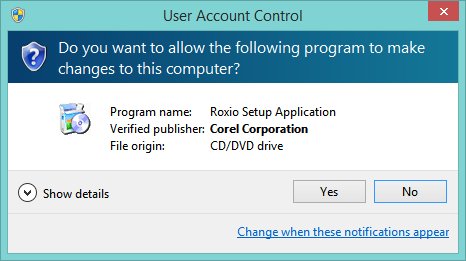 User Account Control
Do you want to allow the following program to make
changes to this computer?
Program name: Roxio Setup Application
Verified publisher: Corel Corporation
File origin: CD/DVD drive
Show details
Yes
No
Change when these notifications appear